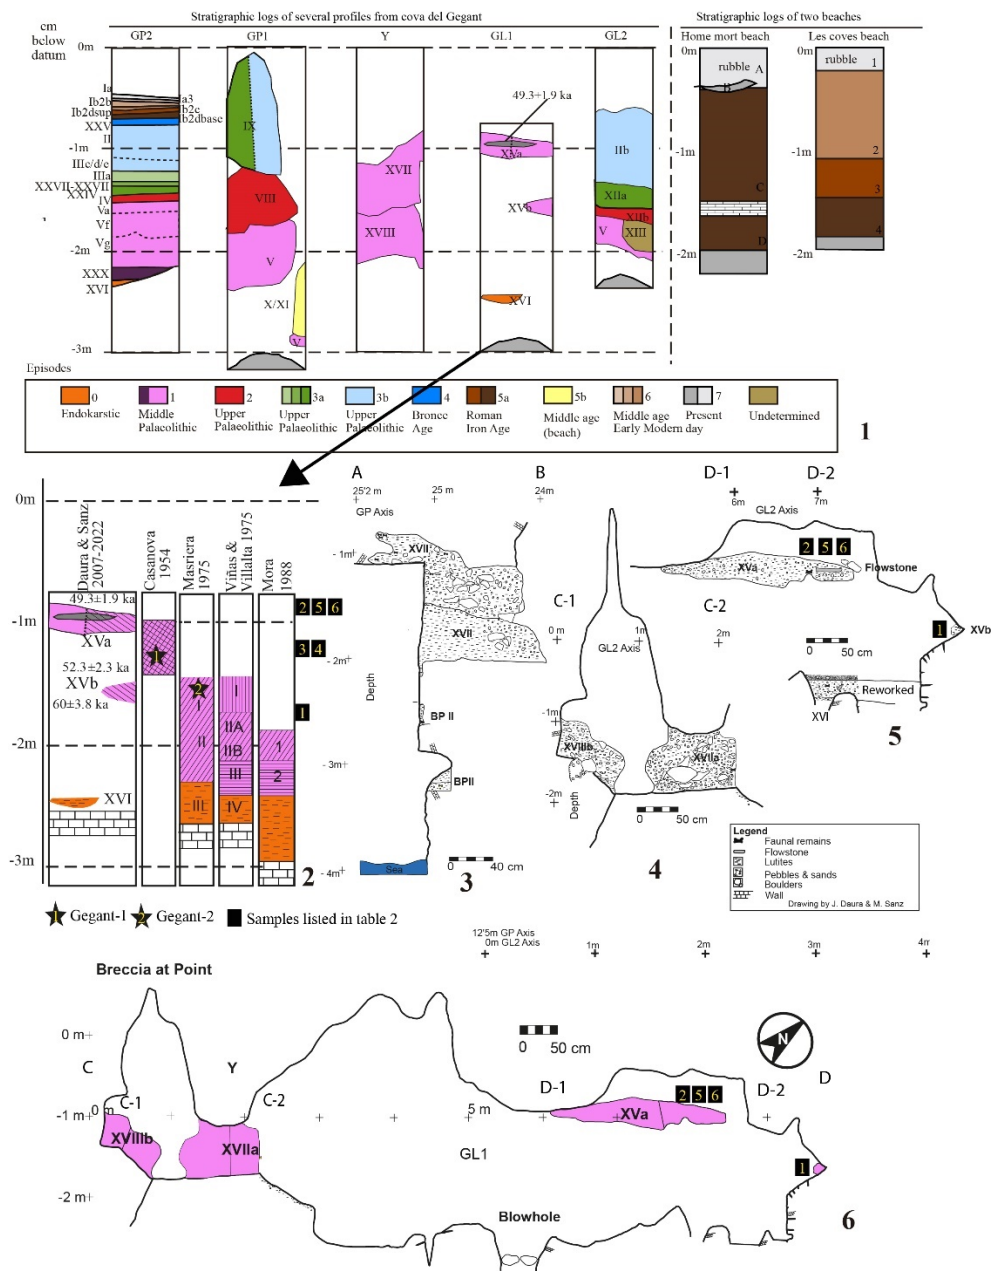 Stratigraphic logs of several profiles from cova del Gegant
Stratigraphic logs of two beaches
cm below datum
GP2
GP1
Y
GL1
GL2
Home mort beach
Les coves beach
0m
-1m
-2m
-3m
Ia
Ib2b
Ib2dsup
XXV
II
IIIc/d/e
IIIa
XXVII-XXVII
XXIV
IV
Va
Vf
Vg
XXX
XVI
Ia3
Ib2c
Ib2dbase
IX
VIII
V
X/XI
V
XVII
XVIII
49.3±1.9 ka
XVa
XVb
XVI
IIb
XIIa
XIIb
V
XIII
0m
-1m
-2m
rubble
A
B
C
D
0m
-1m
-2m
rubble
1
2
3
4
Episodes
0
Endokarstic
1
Middle Palaeolithic
2
Upper Palaeolithic
3a
Upper Palaeolithic
3b
Upper Palaeolithic
4
Bronce Age
5a
Roman Iron Age
5b
Middle age (beach)
6
Middle age Early Modern day
7
Present
Undetermined
1
0m
-1m
-2m
-3m
Daura & Sanz 2007-2022
Casanova 1954
Masriera 1975
Viñas & Villalta 1975
Mora 1988
49.3±1.9 ka
XVa
52.3±2.3 ka
XVb
60±3.8 ka
XVI
1
2
I
II
III
I
IIA
IIB
III
IV
1
2
2 5 6
3 4
1
2
1 Gegant-1
2 Gegant-2
Samples listed in table 2
A
B
25'2 m
25 m
24m
GP Axis
- 1m
- 2m
- 3m
- 4m
Depth
XVII
XVII
BP II
BPII
Sea
0 40 cm
3
C-1
C-2
0 m
1m
2m
GL2 Axis
-1m
-2m
Depth
XVIIIb
XVIIa
0 50 cm
4
D-1
D-2
6m
7m
GL2 Axis
2 5 6
XVa
Flowstone
1
XVb
0 50 cm
Reworked
XVI
5
Legend
Faunal remains
Flowstone
Lutites
Pebbles & sands
Boulders
Wall
Drawing by J. Daura & M. Sanz
12'5m GP Axis
0m GL2 Axis
1m
2m
3m
4m
Breccia at Point
0 m
-1 m
-2 m
C
Y
C-1
C-2
0 m
5 m
0 50 cm
N
D-1
D-2
D
2 5 6
XVa
XVIIIb
XVIIa
GL1
1
Blowhole
6